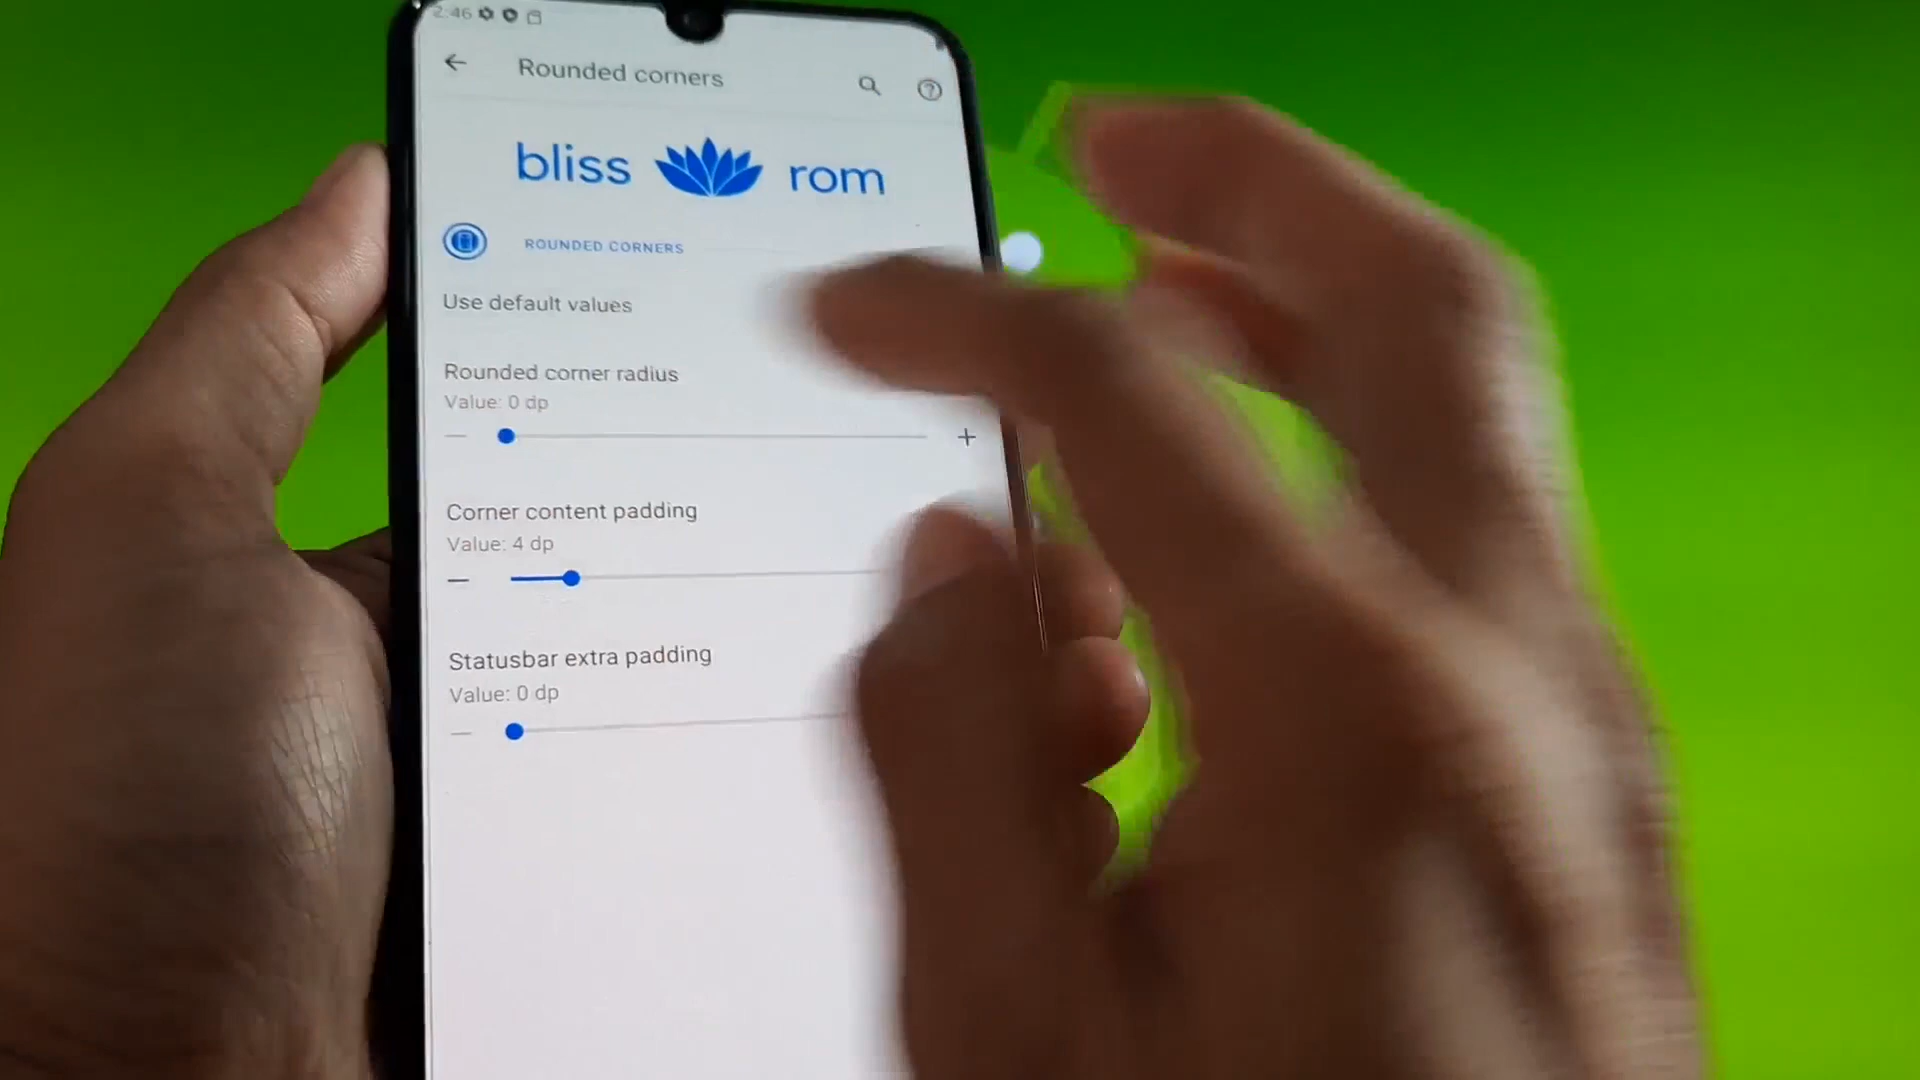 2:46
Rounded corners
bliss rom
ROUNDED CORNERS
Use default values
Rounded corner radius
Value: 0 dp
Corner content padding
Value: 4 dp
Statusbar extra padding
Value: 0 dp